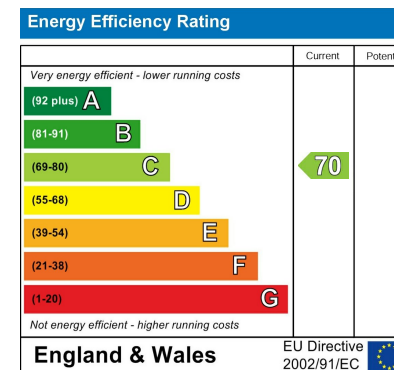 Energy Efficiency Rating
Current Potent
Very energy efficient - lower running costs
(92 plus) A
(81-91) B
(69-80) C 70
(55-68) D
(39-54) E
(21-38) F
(1-20) G
Not energy efficient - higher running costs
England & Wales
EU Directive
2002/91/EC